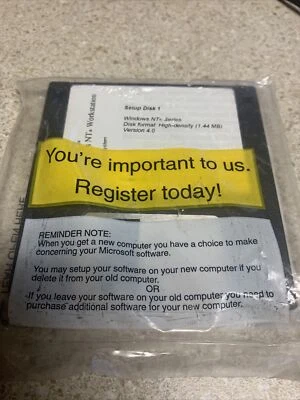 Setup Disk 1
Windows NT® Series
Disk format: High-density (1.44 MB)
Version 4.0
NT® Workstation
You're important to us.
Register today!
REMINDER NOTE:
When you get a new computer you have a choice to make
concerning your Microsoft software.
You may setup your software on your new computer if you
delete it from your old computer.
OR
If you leave your software on your old computer you need to
purchase additional software for your new computer.